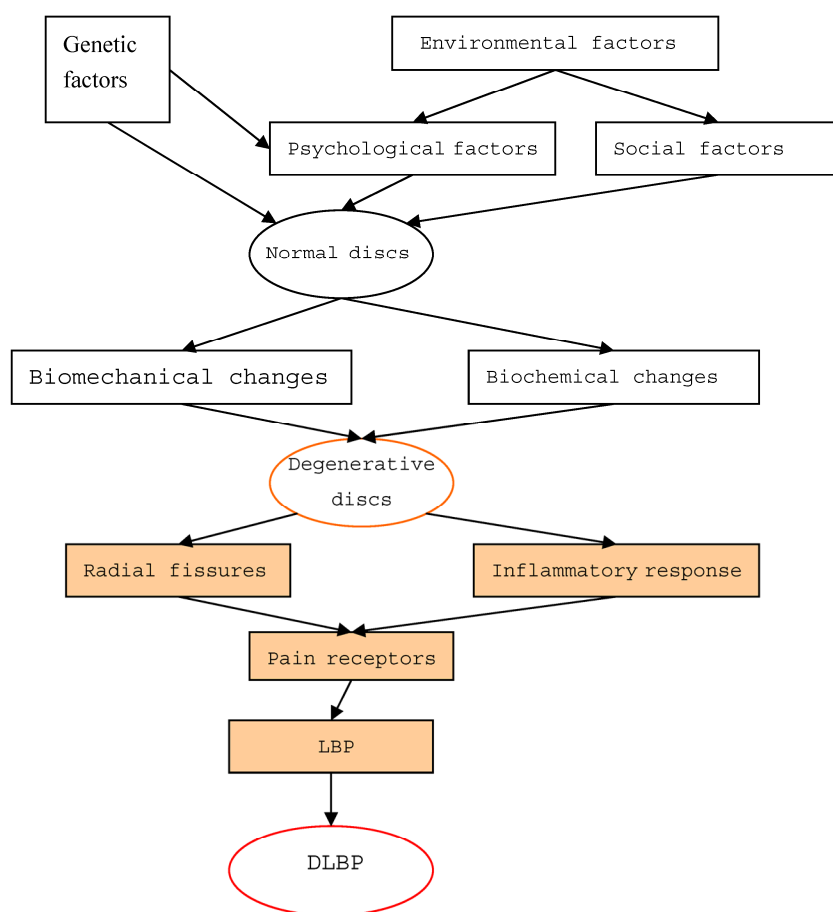 Genetic
factors
Environmental factors
Psychological factors
Social factors
Normal discs
Biomechanical changes
Biochemical changes
Degenerative
discs
Radial fissures
Inflammatory response
Pain receptors
LBP
DLBP